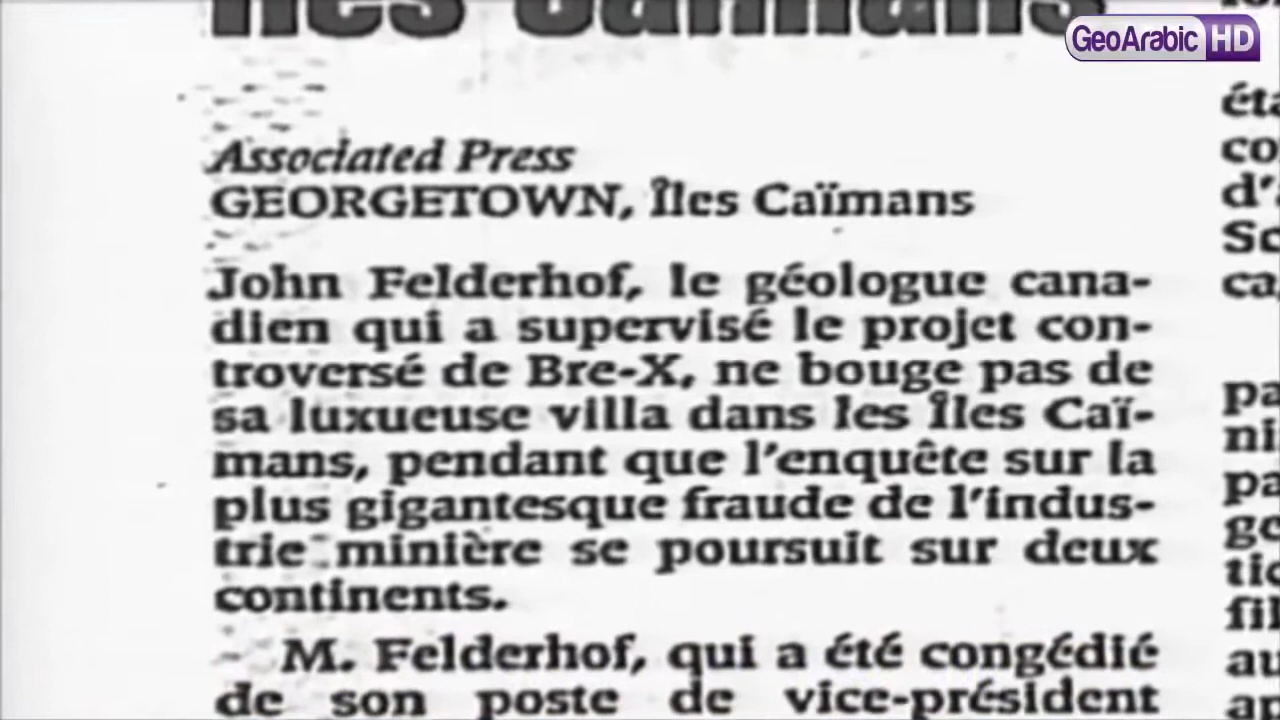 GeoArabic HD
Îles Caïmans
Associated Press
GEORGETOWN, Îles Caïmans
John Felderhof, le géologue cana-
dien qui a supervisé le projet con-
troversé de Bre-X, ne bouge pas de
sa luxueuse villa dans les Îles Caï-
mans, pendant que l'enquête sur la
plus gigantesque fraude de l'indus-
trie minière se poursuit sur deux
continents.
M. Felderhof, qui a été congédié
de son poste de vice-président